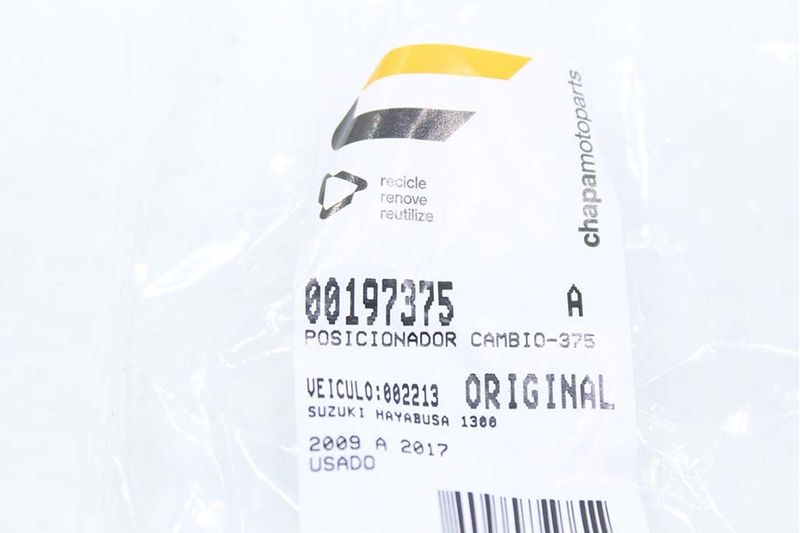 chapamotoparts
recicle
renove
reutilize
00197375 A
POSICIONADOR CAMBIO-375
VEICULO:002213 ORIGINAL
SUZUKI HAYABUSA 1300
2009 A 2017
USADO